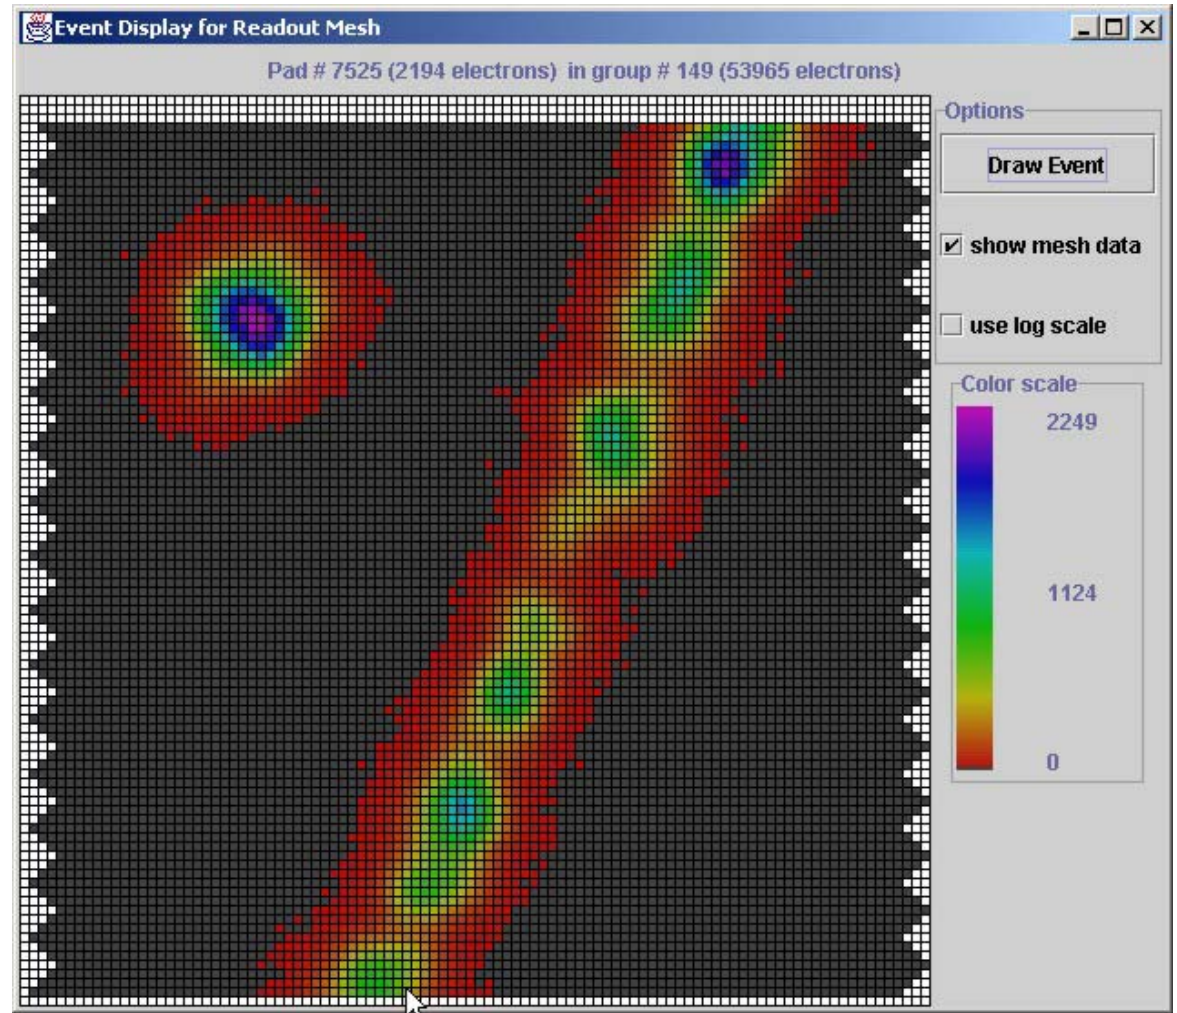 Event Display for Readout Mesh
Pad # 7525 (2194 electrons) in group # 149 (53965 electrons)
Options
Draw Event
show mesh data
use log scale
Color scale
2249
1124
0